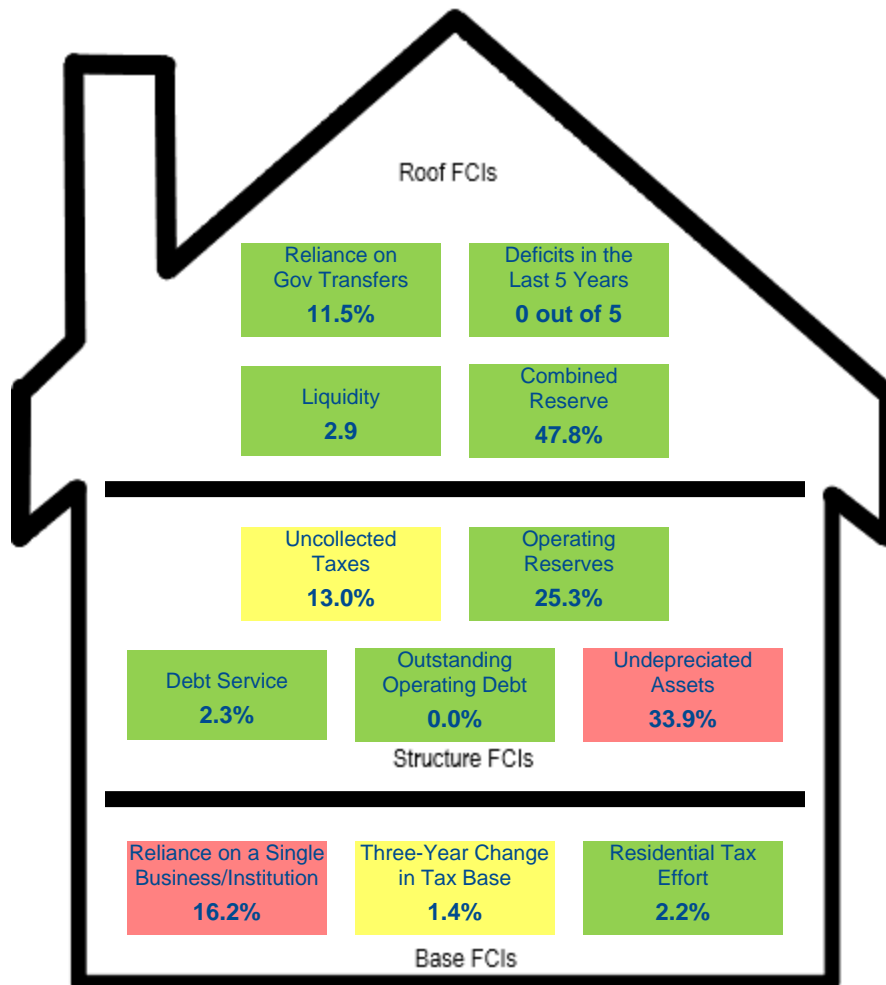 Roof FCIs
Reliance on
Gov Transfers
11.5%
Deficits in the
Last 5 Years
0 out of 5
Liquidity
2.9
Combined
Reserve
47.8%
Uncollected
Taxes
13.0%
Operating
Reserves
25.3%
Debt Service
2.3%
Outstanding
Operating Debt
0.0%
Undepreciated
Assets
33.9%
Structure FCIs
Reliance on a Single
Business/Institution
16.2%
Three-Year Change
in Tax Base
1.4%
Residential Tax
Effort
2.2%
Base FCIs